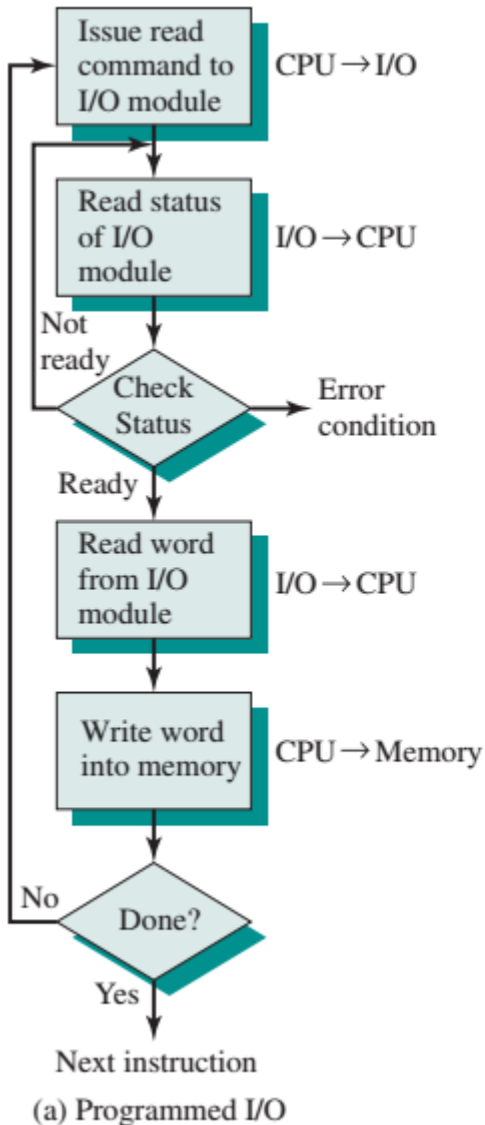 Issue read
command to
I/O module
CPU → I/O
Read status
of I/O
module
I/O → CPU
Not
ready
Check
Status
Error
condition
Ready
Read word
from I/O
module
I/O → CPU
Write word
into memory
CPU → Memory
No
Done?
Yes
Next instruction
(a) Programmed I/O